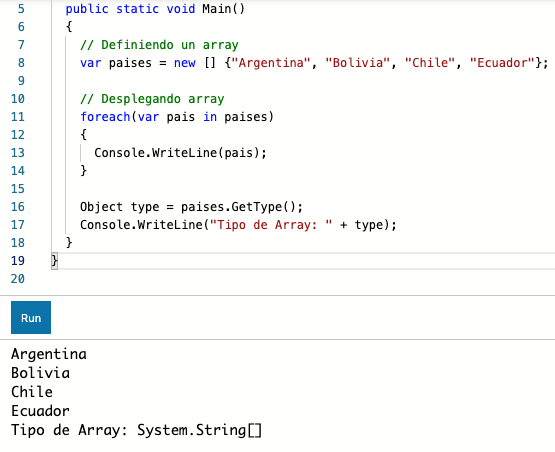 5 public static void Main()
6 {
7 // Definiendo un array
8 var paises = new [] {"Argentina", "Bolivia", "Chile", "Ecuador"};
9
10 // Desplegando array
11 foreach(var pais in paises)
12 {
13 Console.WriteLine(pais);
14 }
15
16 Object type = paises.GetType();
17 Console.WriteLine("Tipo de Array: " + type);
18 }
19 }
20
Run
Argentina
Bolivia
Chile
Ecuador
Tipo de Array: System.String[]